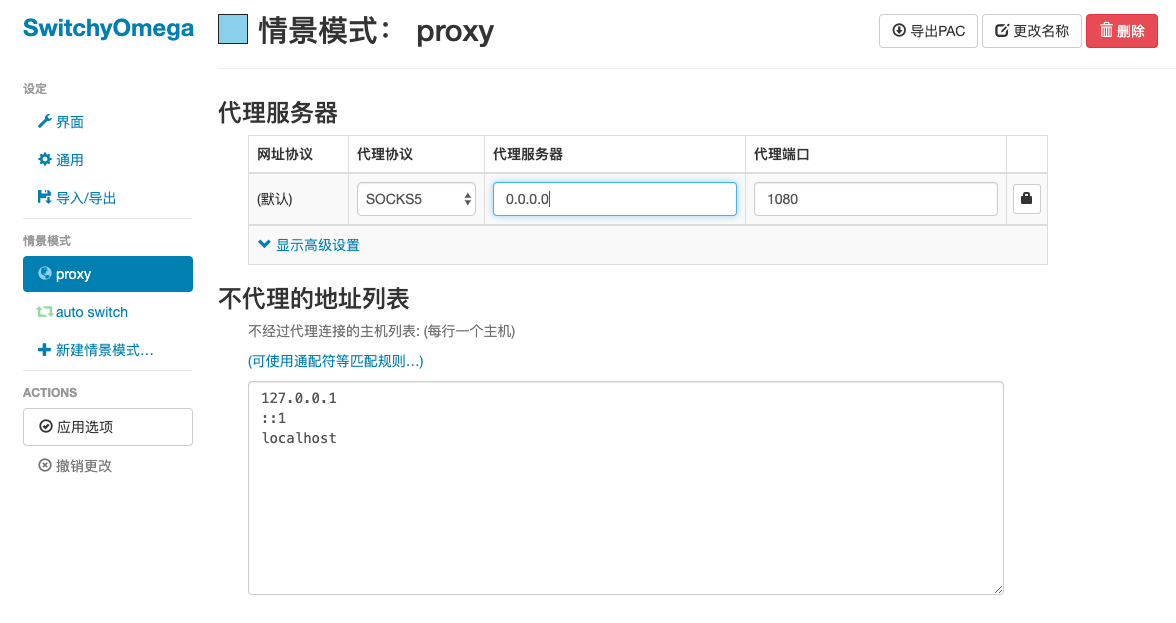 SwitchyOmega
设定
界面
通用
导入/导出
情景模式
proxy
auto switch
新建情景模式…
ACTIONS
应用选项
撤销更改
情景模式： proxy
导出PAC
更改名称
删除
代理服务器
网址协议 代理协议 代理服务器 代理端口
(默认) SOCKS5 0.0.0.0 1080
显示高级设置
不代理的地址列表
不经过代理连接的主机列表: (每行一个主机)
(可使用通配符等匹配规则…)
127.0.0.1
::1
localhost